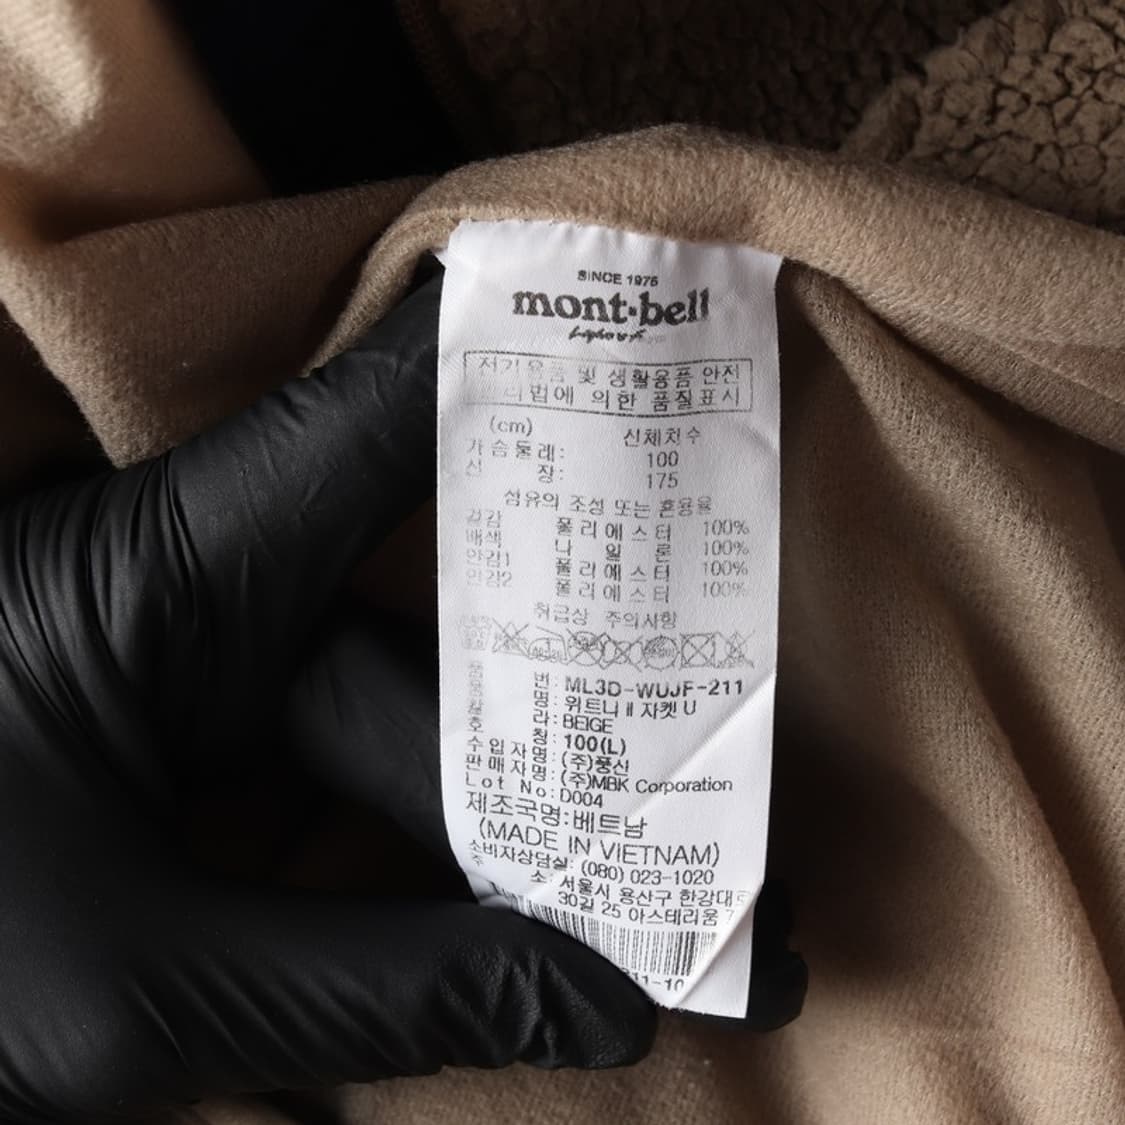 SINCE 1975
mont·bell
전기용품 및 생활용품 안전
관리법에 의한 품질표시
(cm) 신체치수
가슴둘레: 100
신 장: 175
섬유의 조성 또는 혼용율
겉감 폴리에스터 100%
배색 나 일 론 100%
안감1 폴리에스터 100%
안감2 폴리에스터 100%
취급상 주의사항
품 번: ML3D-WUJF-211
품 명: 위트니 II 자켓 U
칼 라: BEIGE
호 칭: 100(L)
수 입 자 명: (주)풍신
판 매 자 명: (주)MBK Corporation
Lot No: D004
제조국명:베트남
(MADE IN VIETNAM)
소비자상담실: (080) 023-1020
주 소: 서울시 용산구 한강대로
30길 25 아스테리움 7
211-10